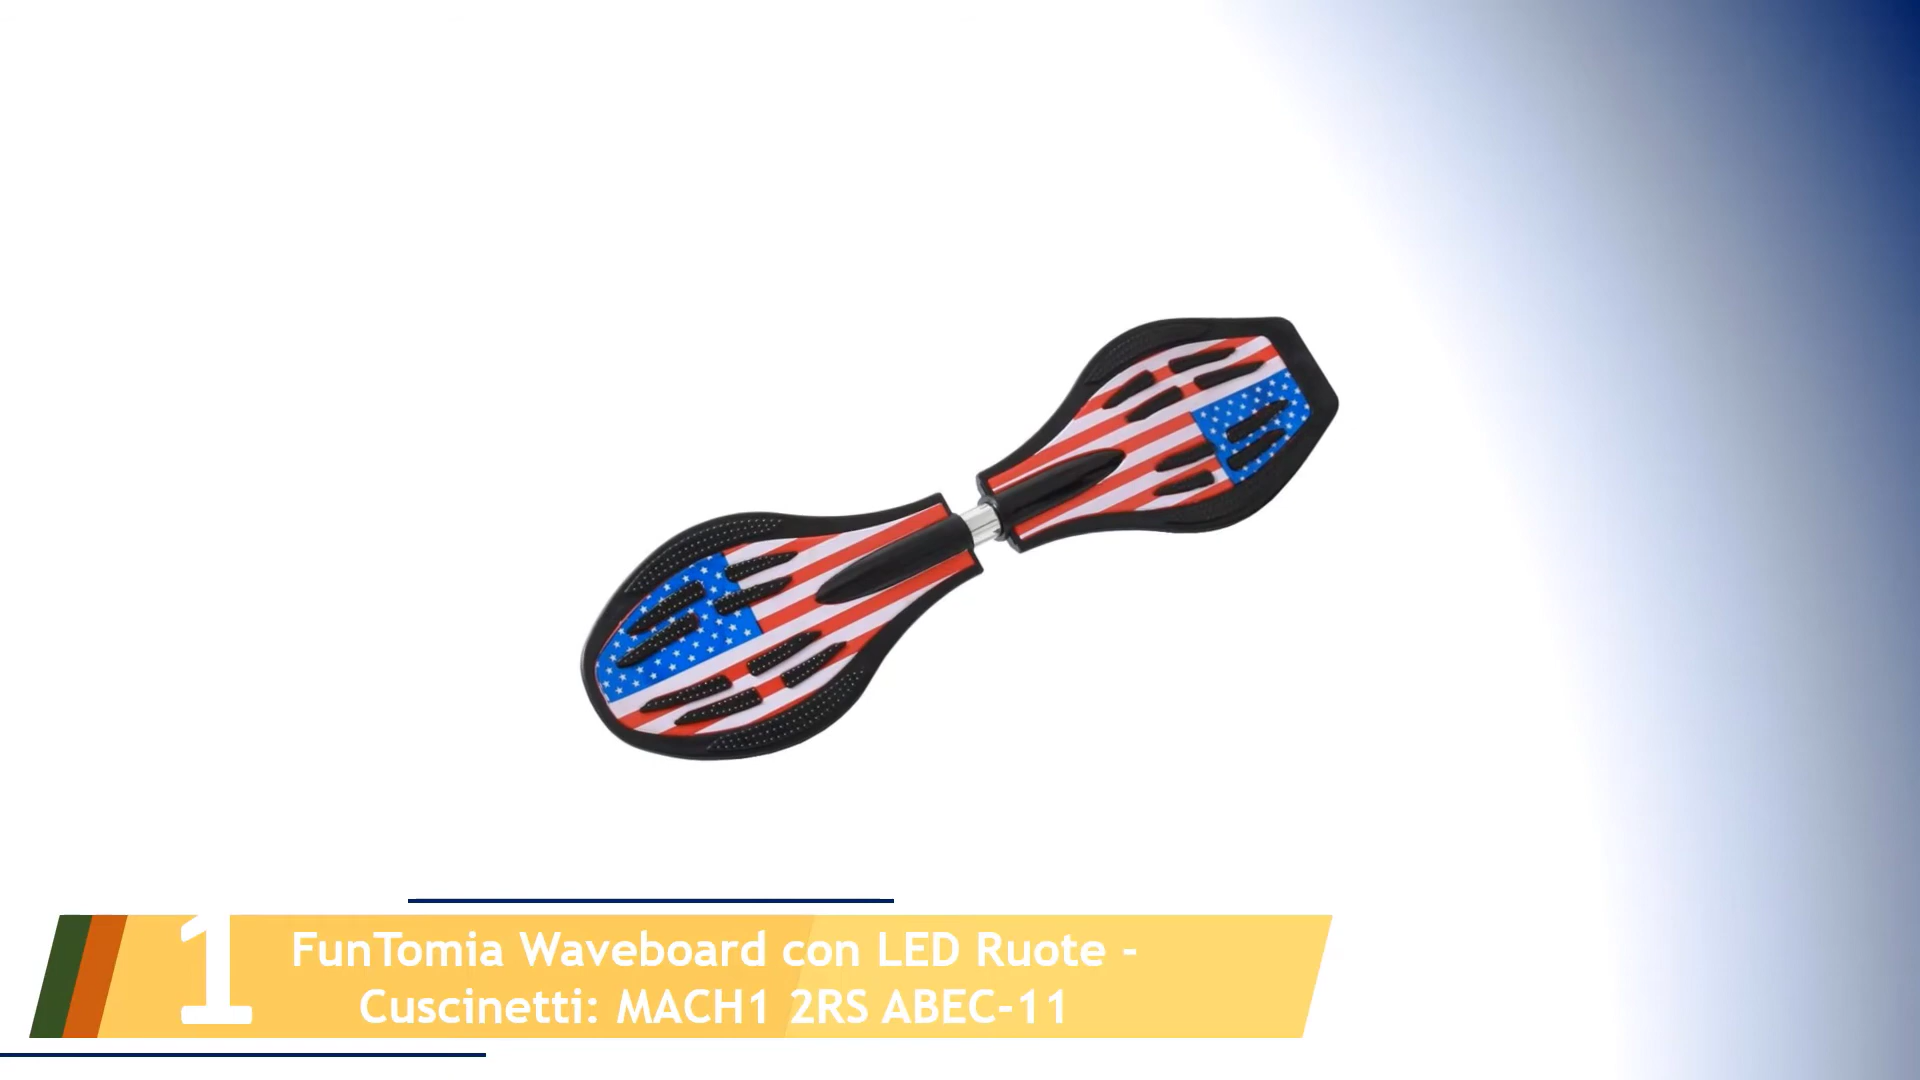 1
FunTomia Waveboard con LED Ruote -
Cuscinetti: MACH1 2RS ABEC-11